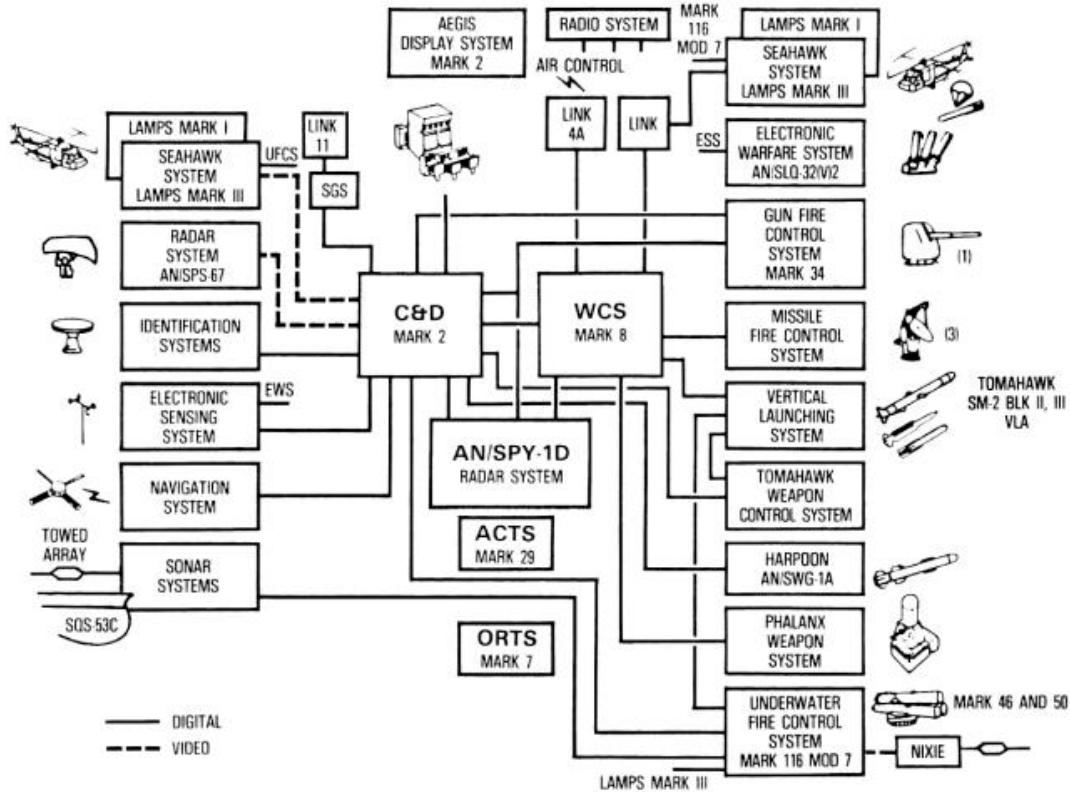 AEGIS
DISPLAY SYSTEM
MARK 2
RADIO SYSTEM
AIR CONTROL
MARK
116
MOD 7
LAMPS MARK I
SEAHAWK
SYSTEM
LAMPS MARK III
LINK
4A
LINK
LAMPS MARK I
SEAHAWK
SYSTEM
LAMPS MARK III
UFCS
LINK
11
SGS
ESS
ELECTRONIC
WARFARE SYSTEM
AN/SLQ-32(V)2
RADAR
SYSTEM
AN/SPS-67
GUN FIRE
CONTROL
SYSTEM
MARK 34
(1)
IDENTIFICATION
SYSTEMS
C&D
MARK 2
WCS
MARK 8
MISSILE
FIRE CONTROL
SYSTEM
(3)
ELECTRONIC
SENSING
SYSTEM
EWS
VERTICAL
LAUNCHING
SYSTEM
TOMAHAWK
SM-2 BLK II, III
VLA
AN/SPY-1D
RADAR SYSTEM
NAVIGATION
SYSTEM
TOMAHAWK
WEAPON
CONTROL SYSTEM
TOWED
ARRAY
SONAR
SYSTEMS
SQS-53C
ACTS
MARK 29
HARPOON
AN/SWG-1A
ORTS
MARK 7
PHALANX
WEAPON
SYSTEM
UNDERWATER
FIRE CONTROL
SYSTEM
MARK 116 MOD 7
MARK 46 AND 50
NIXIE
LAMPS MARK III
DIGITAL
VIDEO